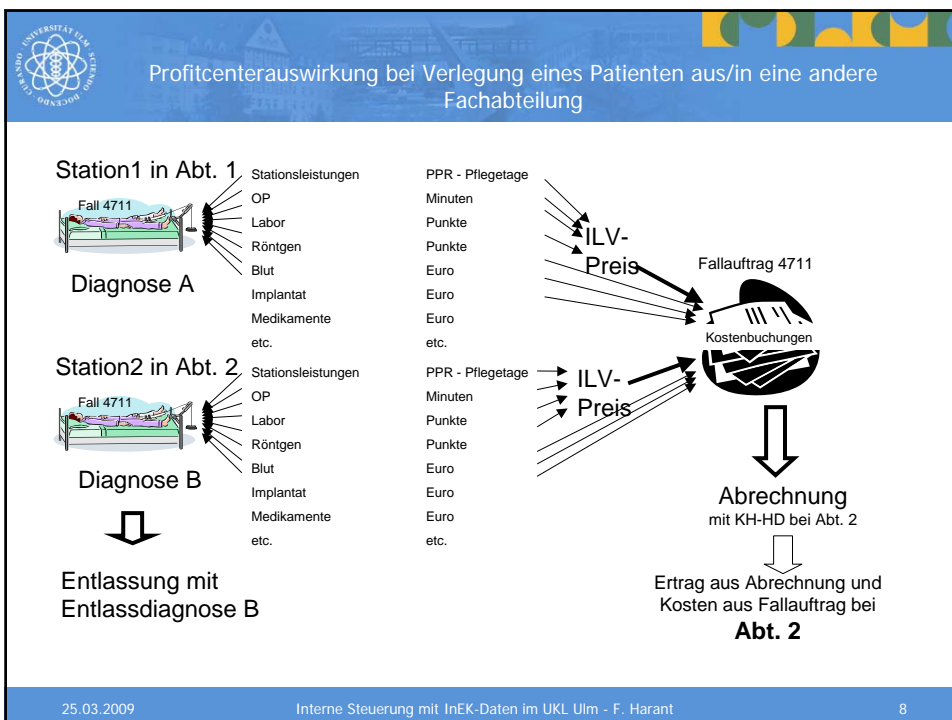 UNIVERSITÄT ULM · SCIENDO · DOCENDO · CURANDO
Profitcenterauswirkung bei Verlegung eines Patienten aus/in eine andere
Fachabteilung
Station1 in Abt. 1
Fall 4711
Diagnose A
Stationsleistungen
OP
Labor
Röntgen
Blut
Implantat
Medikamente
etc.
PPR - Pflegetage
Minuten
Punkte
Punkte
Euro
Euro
Euro
etc.
ILV-
Preis
Station2 in Abt. 2
Fall 4711
Diagnose B
Entlassung mit
Entlassdiagnose B
Stationsleistungen
OP
Labor
Röntgen
Blut
Implantat
Medikamente
etc.
PPR - Pflegetage
Minuten
Punkte
Punkte
Euro
Euro
Euro
etc.
ILV-
Preis
Fallauftrag 4711
Kostenbuchungen
Abrechnung
mit KH-HD bei Abt. 2
Ertrag aus Abrechnung und
Kosten aus Fallauftrag bei
Abt. 2
25.03.2009
Interne Steuerung mit InEK-Daten im UKL Ulm - F. Harant
8